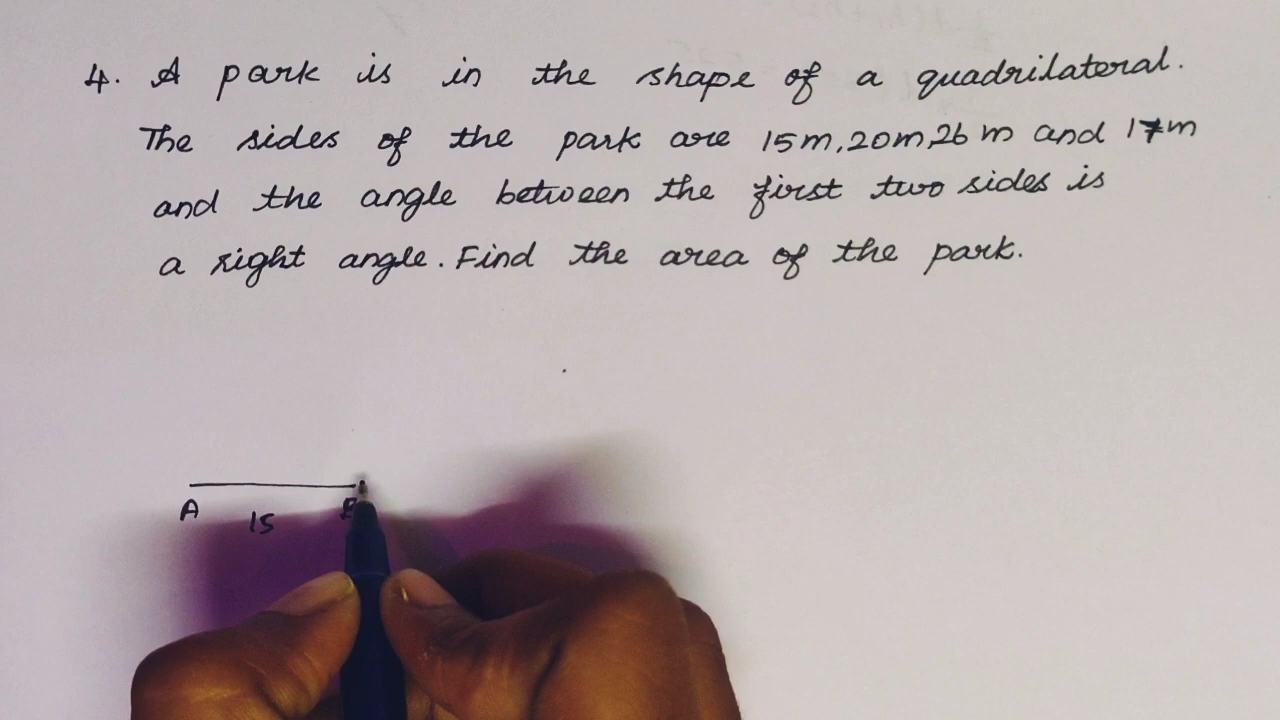 4. A park is in the shape of a quadrilateral.
The sides of the park are 15m, 20m, 26m and 17m
and the angle between the first two sides is
a right angle. Find the area of the park.
A 15 B